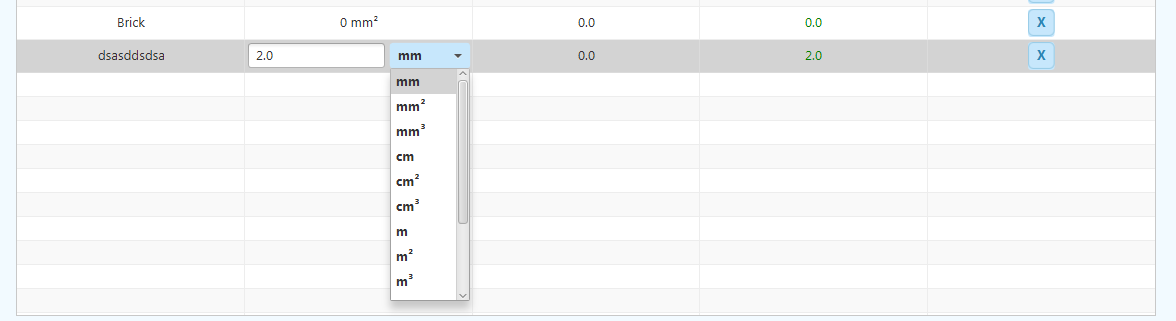 Brick 0 mm² 0.0 0.0 X
dsasddsdsa 2.0 mm 0.0 2.0 X
mm
mm²
mm³
cm
cm²
cm³
m
m²
m³